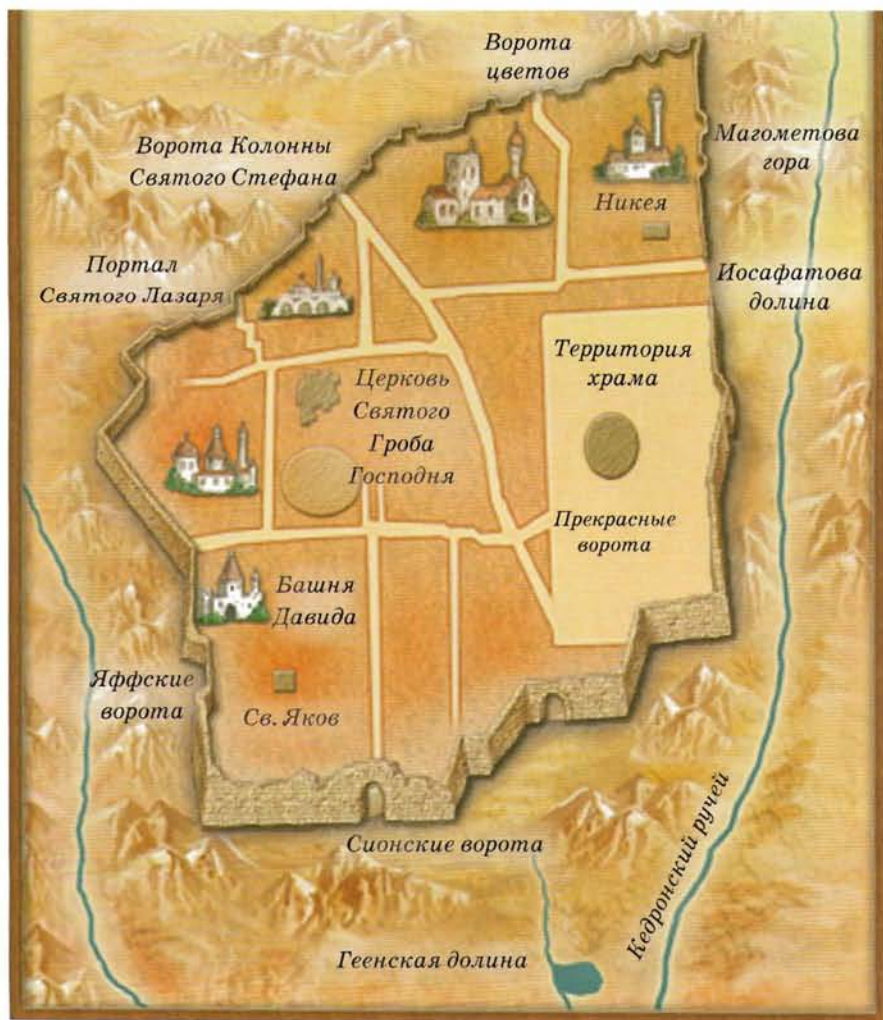 Ворота
цветов
Ворота Колонны
Святого Стефана
Магометова
гора
Никея
Портал
Святого Лазаря
Иосафатова
долина
Территория
храма
Церковь
Святого
Гроба
Господня
Прекрасные
ворота
Башня
Давида
Яффские
ворота
Св. Яков
Сионские ворота
Кедронский ручей
Геенская долина